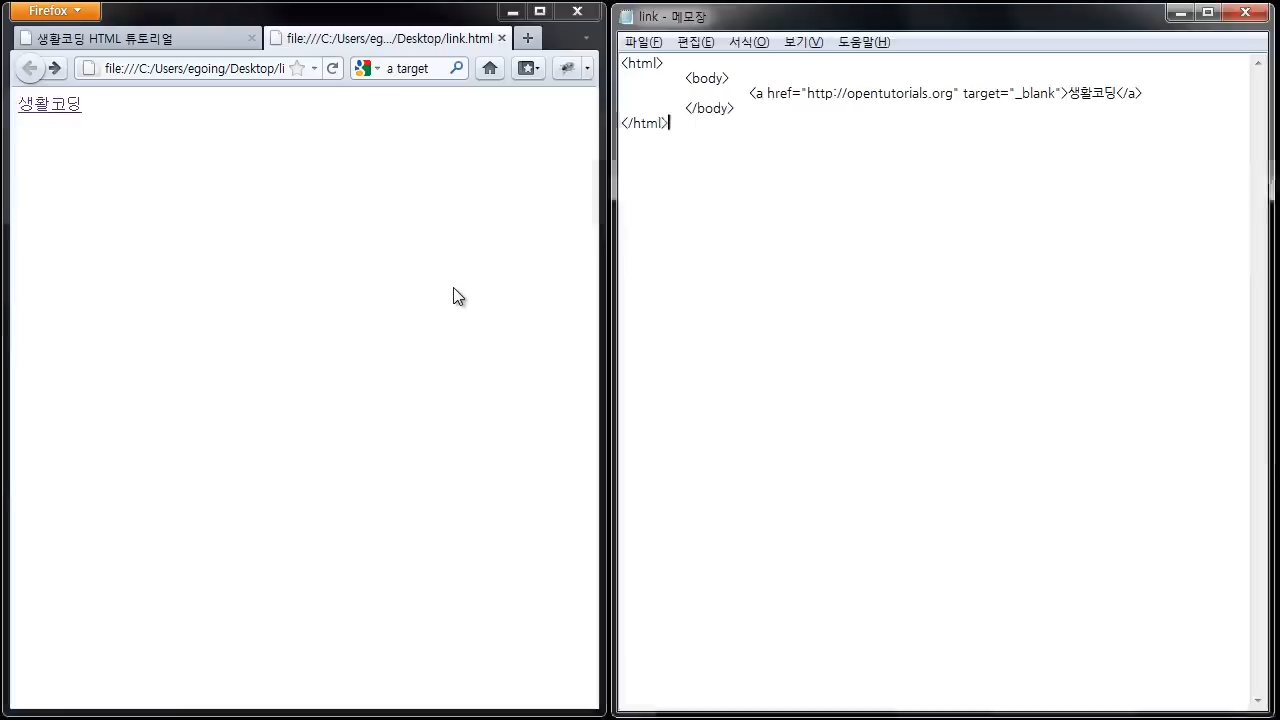 Firefox
생활코딩 HTML 튜토리얼
file:///C:/Users/eg.../Desktop/link.html
file:///C:/Users/egoing/Desktop/li
a target
생활코딩
link - 메모장
파일(F) 편집(E) 서식(O) 보기(V) 도움말(H)
<html>
<body>
<a href="http://opentutorials.org" target="_blank">생활코딩</a>
</body>
</html>